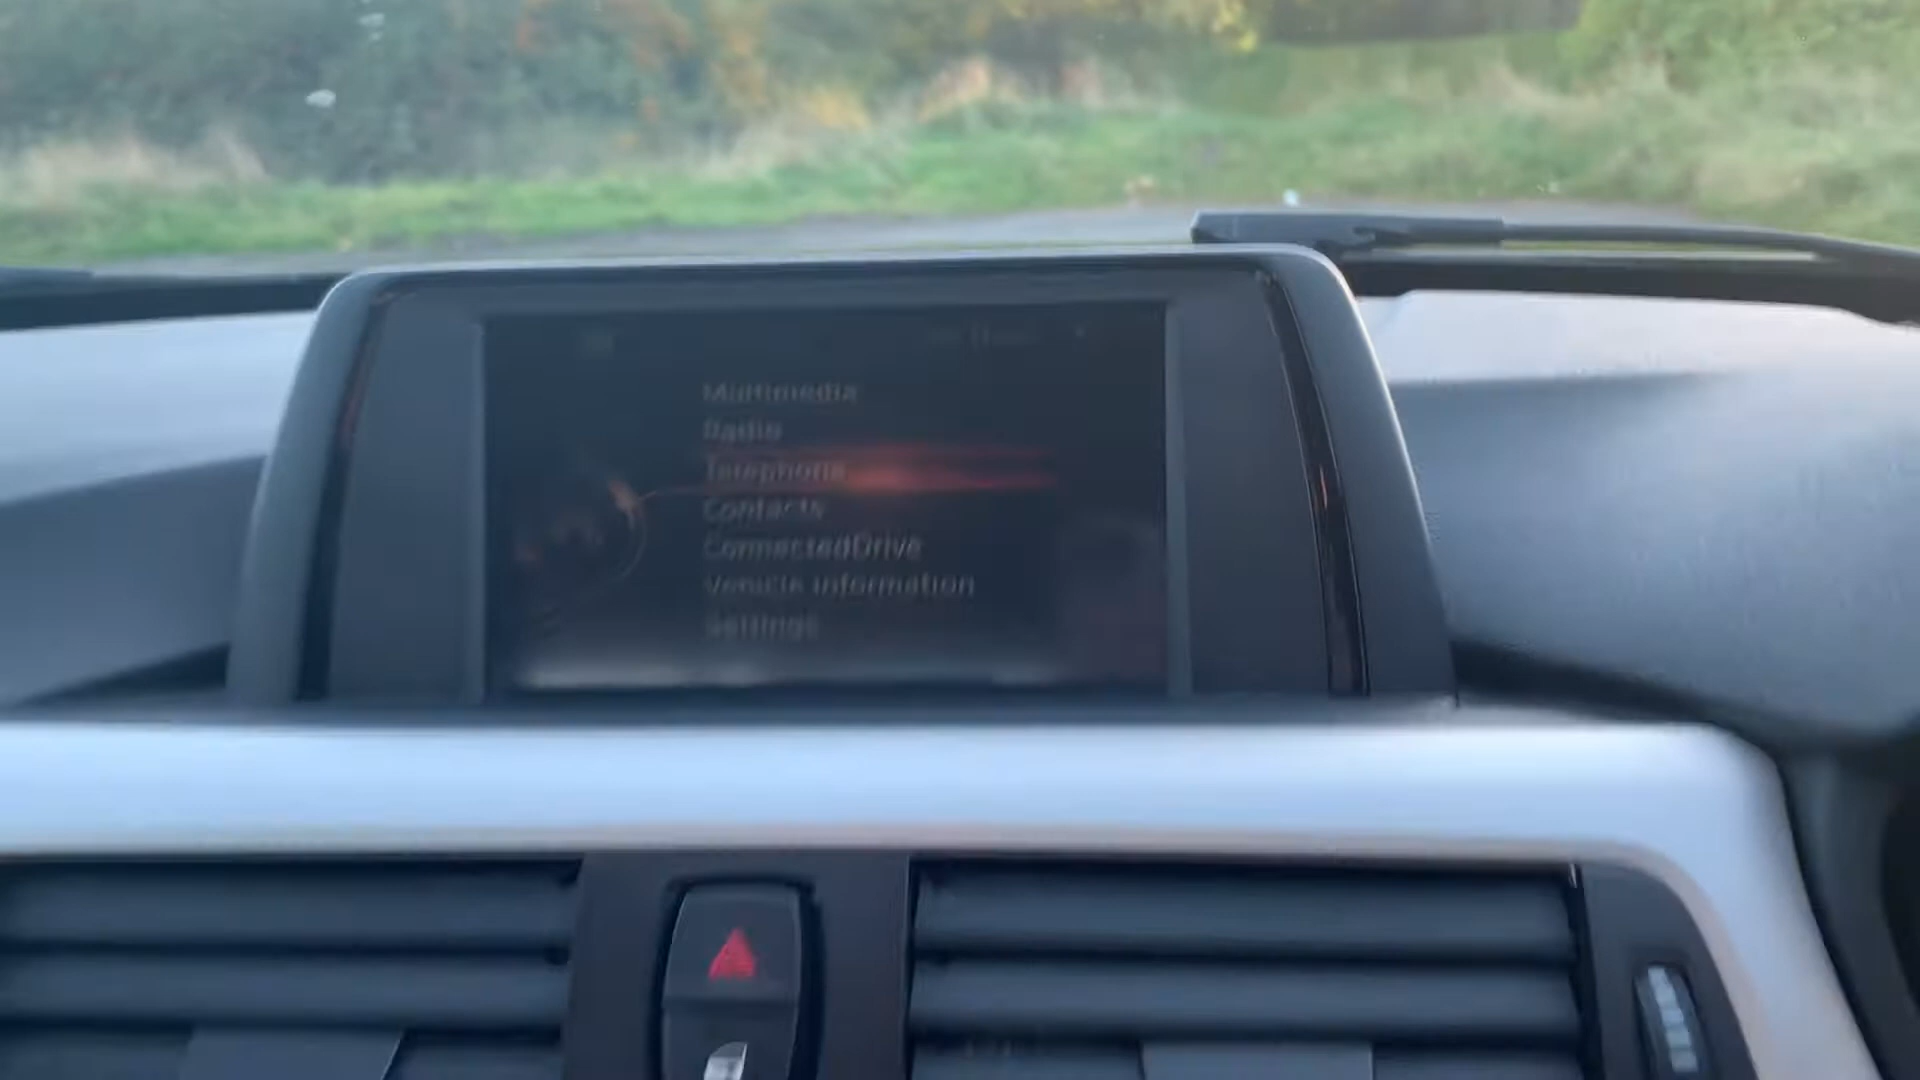 Multimedia
Radio
Telephone
Contacts
ConnectedDrive
Vehicle information
Settings